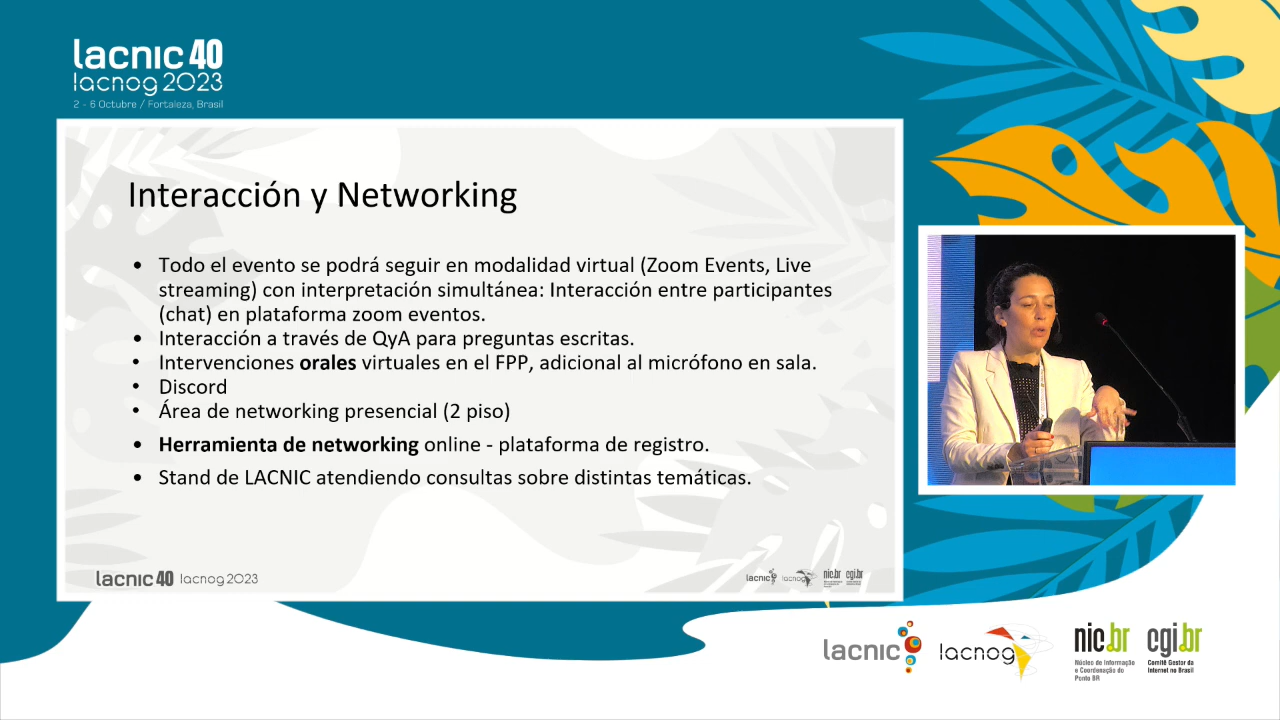 lacnic 40
lacnog 2023
2 - 6 Octubre / Fortaleza, Brasil
Interacción y Networking
• Todo el evento se podrá seguir en modalidad virtual (Zoom Events, Live
streaming) con interpretación simultánea: Interacción entre participantes
(chat) en plataforma zoom eventos.
• Interacción a través de QyA para preguntas escritas.
• Intervenciones orales virtuales en el FPP, adicional al micrófono en sala.
• Discord
• Área de networking presencial (2 piso)
• Herramienta de networking online - plataforma de registro.
• Stand de LACNIC atendiendo consultas sobre distintas temáticas.
lacnic 40 lacnog 2023
lacnic lacnog nic.br cgi.br
lacnic lacnog nic.br cgi.br
Núcleo de Informação
e Coordenação do
Ponto BR
Comitê Gestor da
Internet no Brasil